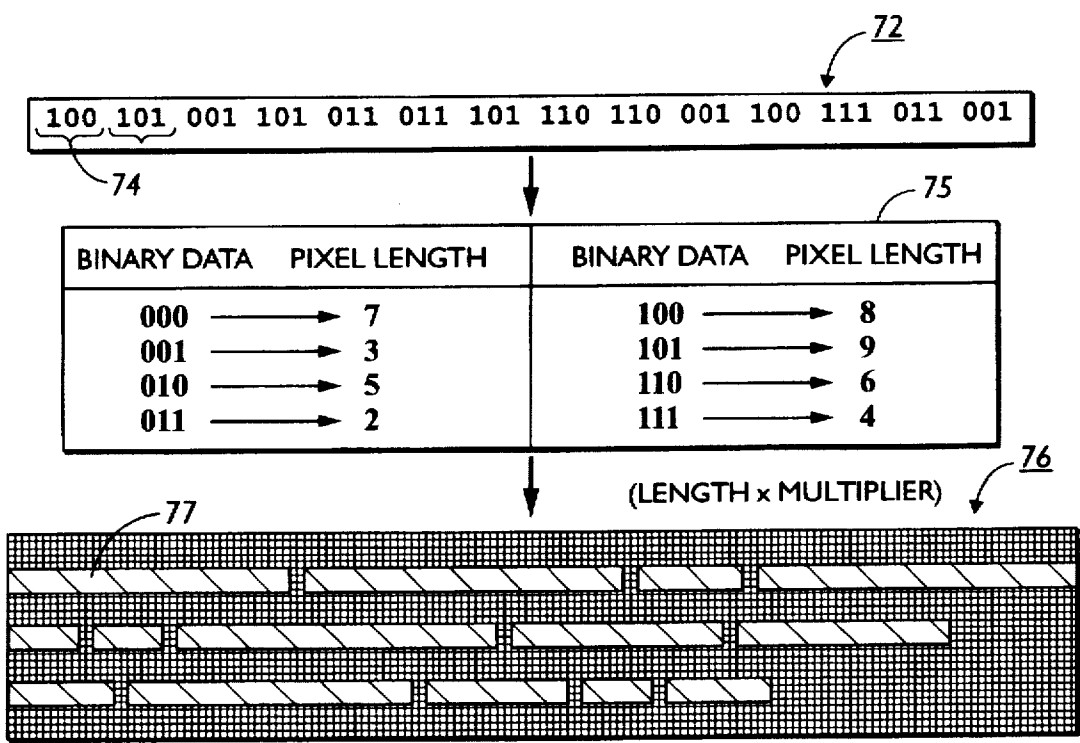 72
100 101 001 101 011 011 101 110 110 001 100 111 011 001
74
75
BINARY DATA PIXEL LENGTH BINARY DATA PIXEL LENGTH
000 → 7 100 → 8
001 → 3 101 → 9
010 → 5 110 → 6
011 → 2 111 → 4
(LENGTH x MULTIPLIER)
76
77